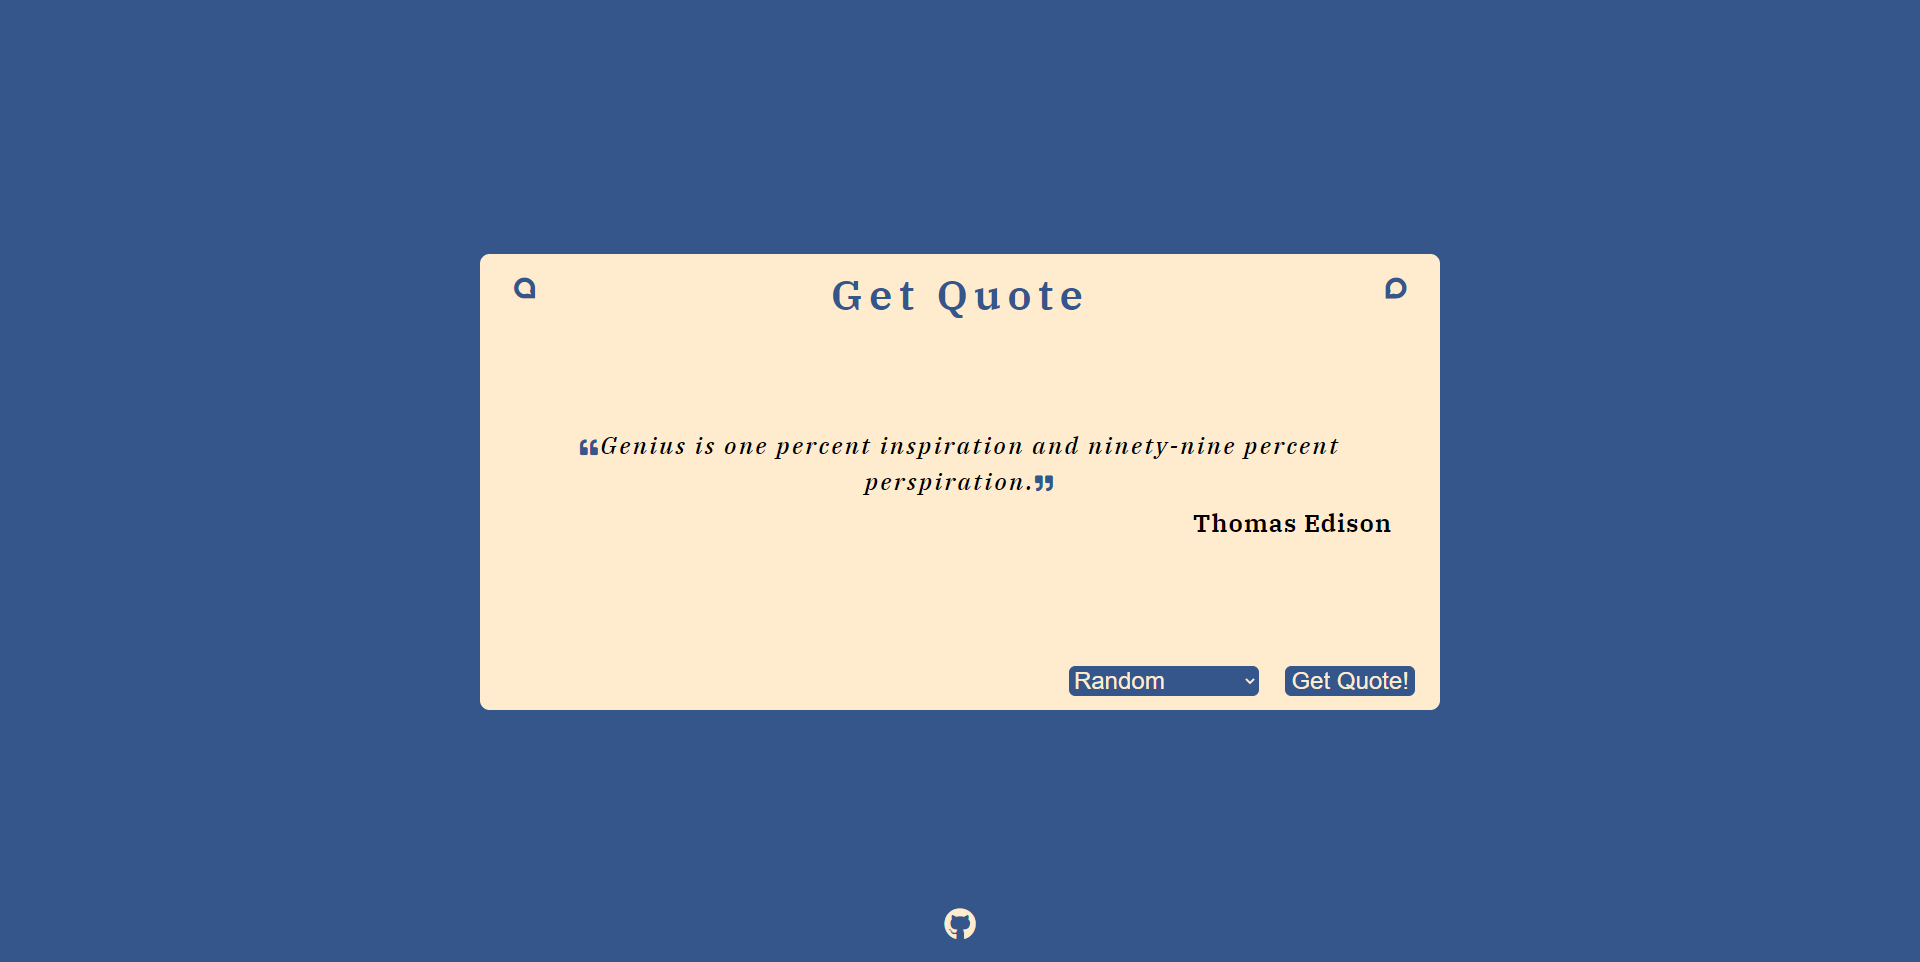 Get Quote
❝Genius is one percent inspiration and ninety-nine percent
perspiration.❞
Thomas Edison
Random
Get Quote!